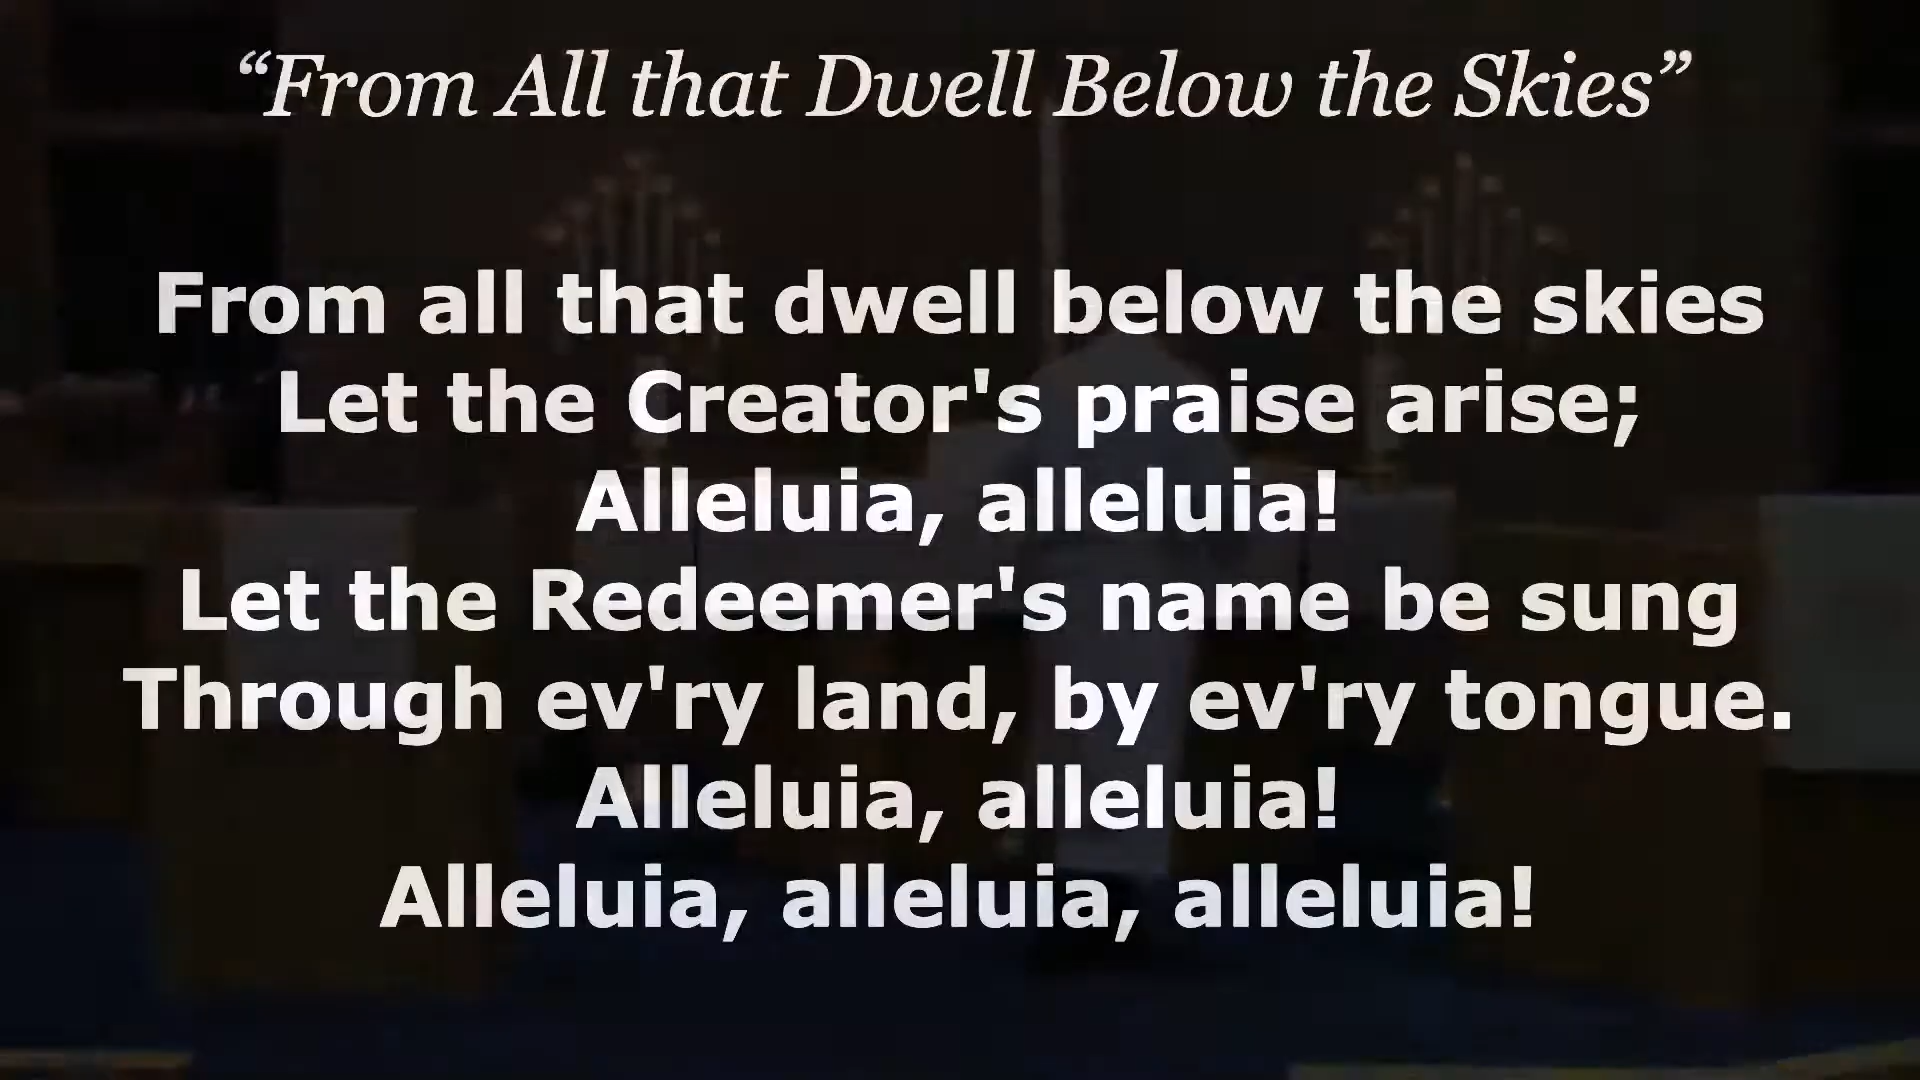 “From All that Dwell Below the Skies”
From all that dwell below the skies
Let the Creator's praise arise;
Alleluia, alleluia!
Let the Redeemer's name be sung
Through ev'ry land, by ev'ry tongue.
Alleluia, alleluia!
Alleluia, alleluia, alleluia!